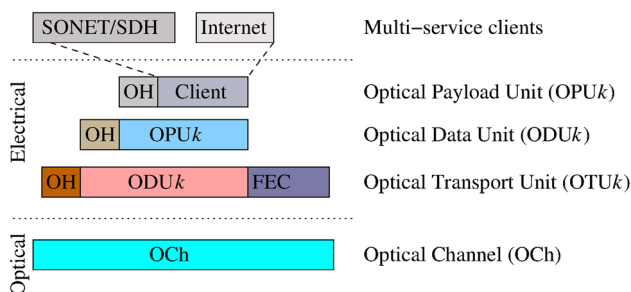 SONET/SDH Internet Multi−service clients
OH Client Optical Payload Unit (OPUk)
OH OPUk Optical Data Unit (ODUk)
OH ODUk FEC Optical Transport Unit (OTUk)
OCh Optical Channel (OCh)
Electrical
Optical